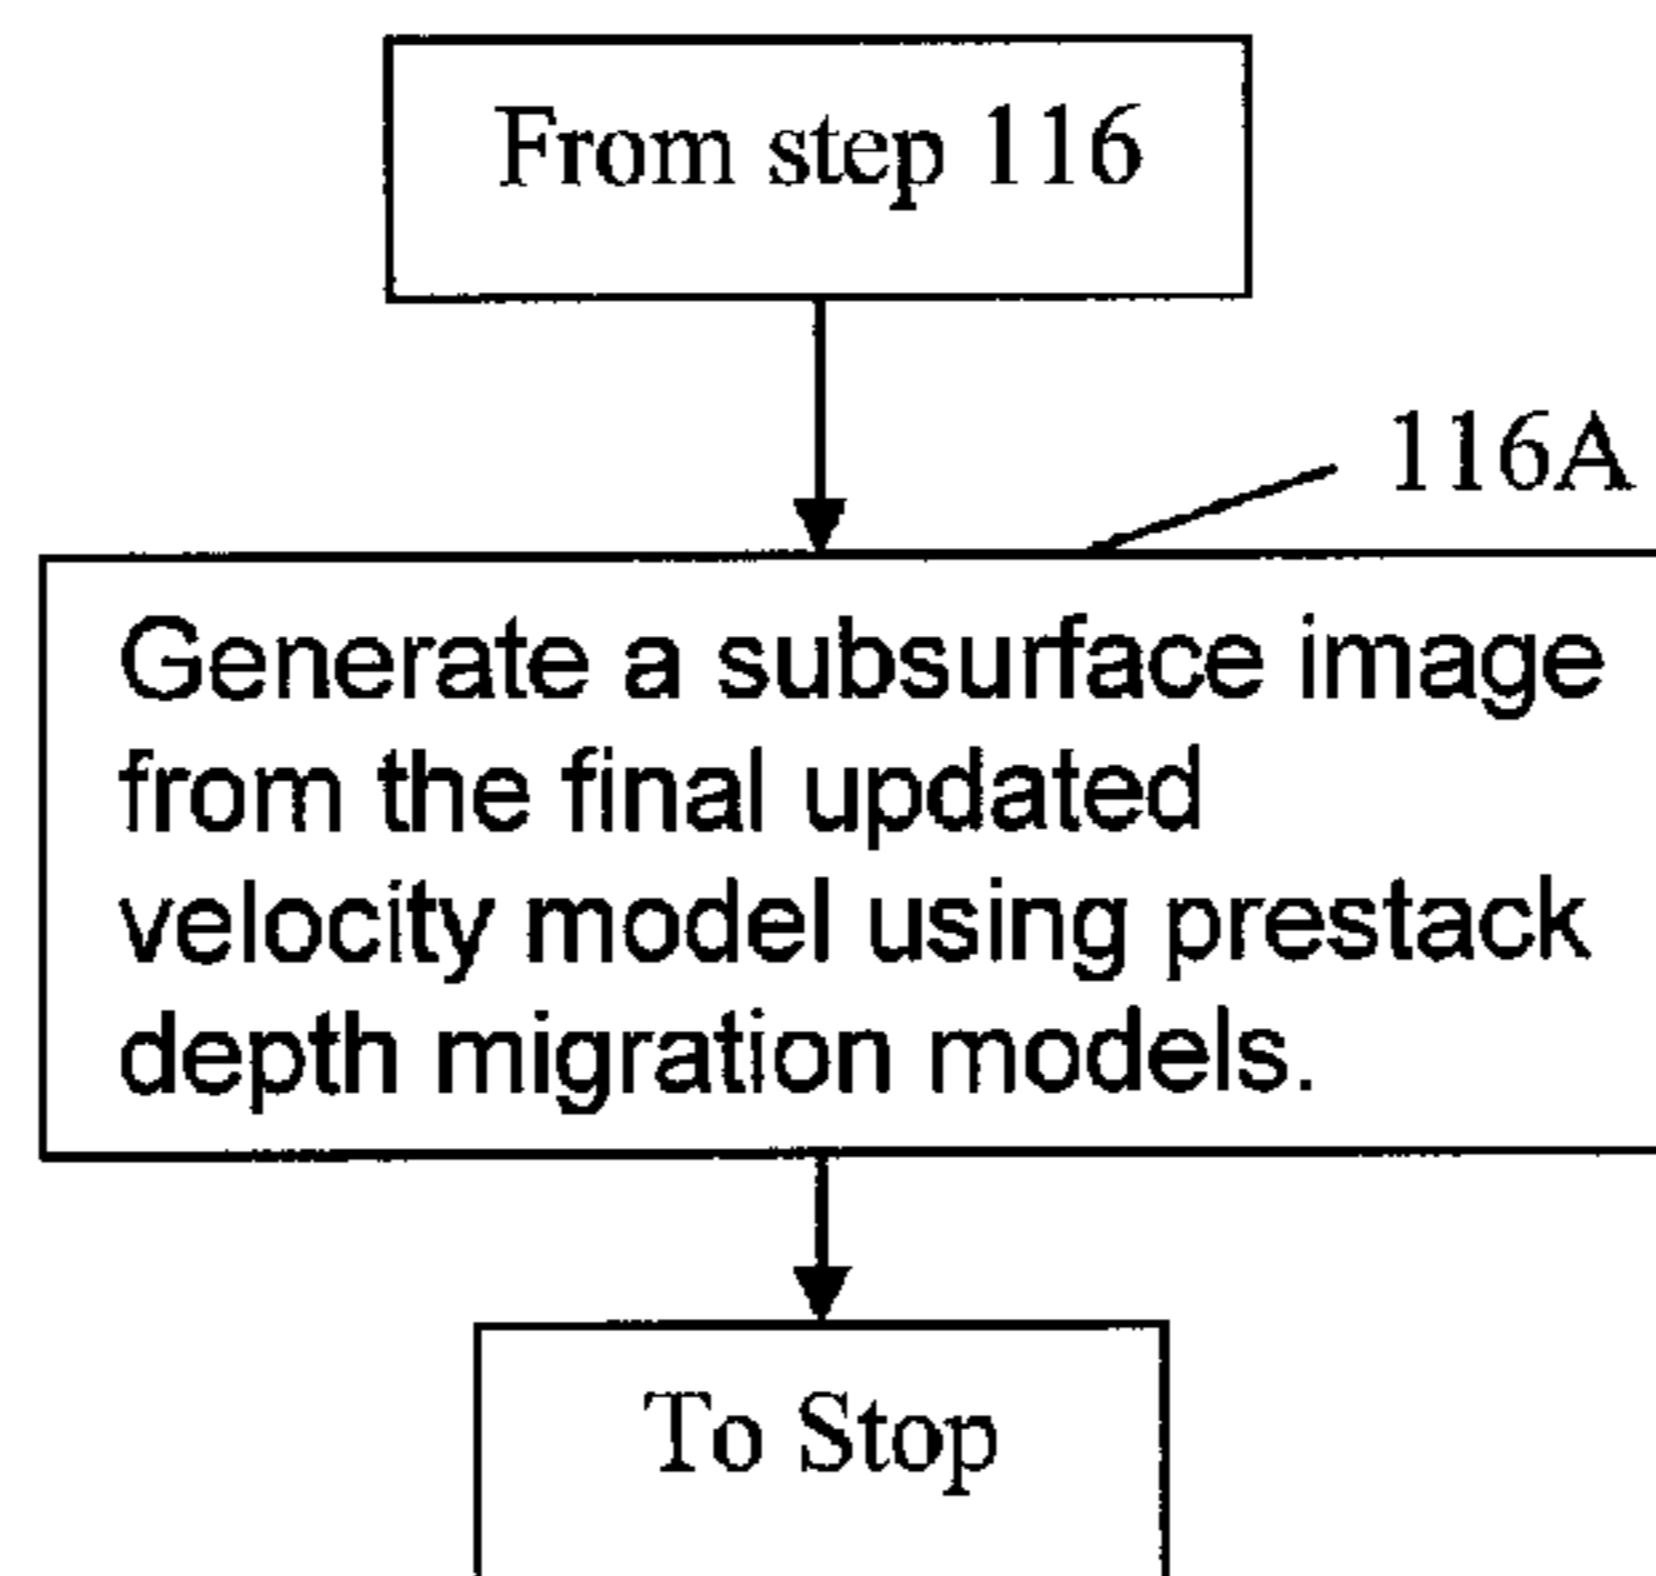 From step 116
116A
Generate a subsurface image
from the final updated
velocity model using prestack
depth migration models.
To Stop